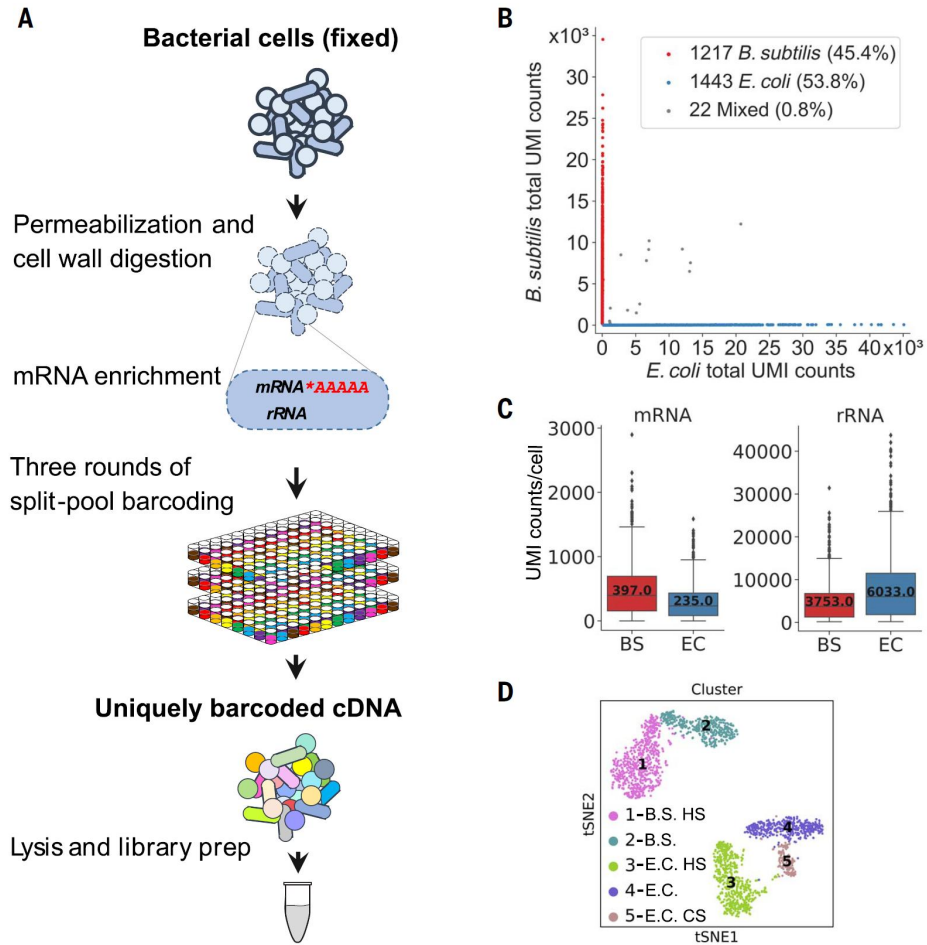 A
Bacterial cells (fixed)
Permeabilization and
cell wall digestion
mRNA enrichment
mRNA*AAAAA
rRNA
Three rounds of
split-pool barcoding
Uniquely barcoded cDNA
Lysis and library prep
B
x10³
30
25
20
15
10
5
0
B. subtilis total UMI counts
1217 B. subtilis (45.4%)
1443 E. coli (53.8%)
22 Mixed (0.8%)
0 5 10 15 20 25 30 35 40x10³
E. coli total UMI counts
C
mRNA
UMI counts/cell
3000
2000
1000
0
397.0
235.0
BS EC
rRNA
40000
30000
20000
10000
0
3753.0
6033.0
BS EC
D
Cluster
tSNE2
1
2
3
4
5
1-B.S. HS
2-B.S.
3-E.C. HS
4-E.C.
5-E.C. CS
tSNE1